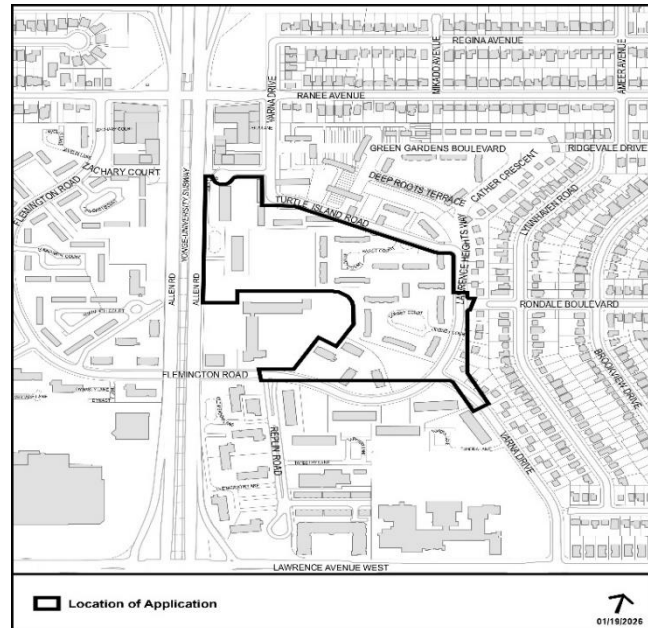 REGINA AVENUE
MIKADO AVENUE
AMEER AVENUE
VARNA DRIVE
RANEE AVENUE
GREEN GARDENS BOULEVARD
RIDGEVALE DRIVE
ZACHARY COURT
DEEP ROOTS TERRACE
CATHER CRESCENT
FLEMINGTON ROAD
YONGE-UNIVERSITY SUBWAY
TURTLE ISLAND ROAD
LYNNHAVEN ROAD
LAWRENCE HEIGHTS WAY
ALLEN RD
ALLEN RD
RONDALE BOULEVARD
BROOKVIEW DRIVE
FLEMINGTON ROAD
REPLIN ROAD
VARNA DRIVE
LAWRENCE AVENUE WEST
Location of Application
01/19/2026